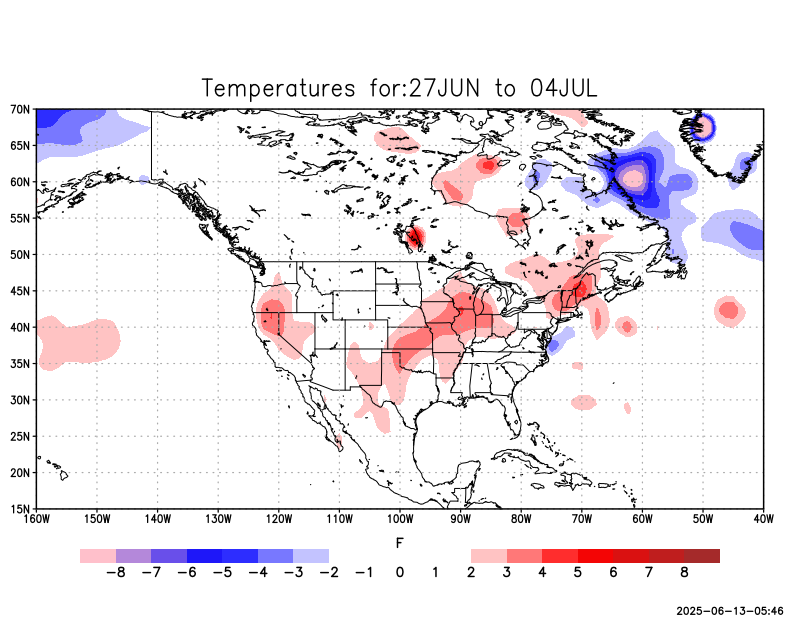 Temperatures for:27JUN to 04JUL
70N
65N
60N
55N
50N
45N
40N
35N
30N
25N
20N
15N
160W 150W 140W 130W 120W 110W 100W 90W 80W 70W 60W 50W 40W
F
-8 -7 -6 -5 -4 -3 -2 -1 0 1 2 3 4 5 6 7 8
2025-06-13-05:46